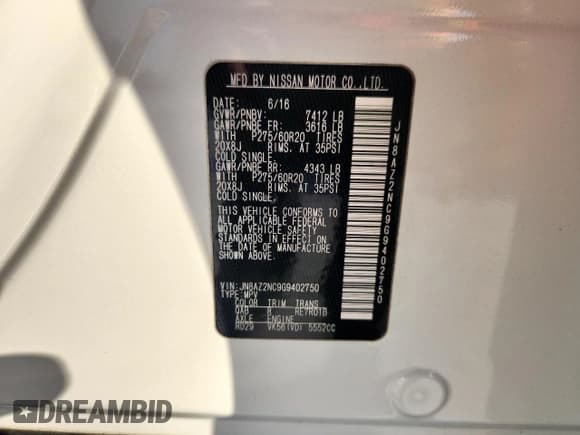 MFD BY NISSAN MOTOR CO.,LTD.
DATE: 6/16
GVWR/PNBV: 7412 LB
GAWR/PNBE FR: 3616 LB
WITH P275/60R20 TIRES
20X8J RIMS. AT 35PSI
COLD SINGLE.
GAWR/PNBE RR: 4343 LB
WITH P275/60R20 TIRES
20X8J RIMS. AT 35PSI
COLD SINGLE.
THIS VEHICLE CONFORMS TO
ALL APPLICABLE FEDERAL
MOTOR VEHICLE SAFETY
STANDARDS IN EFFECT ON
THE DATE OF MANUFACTURE
SHOWN ABOVE.
VIN: JN8AZ2NC9G9402750
TYPE: MPV
COLOR TRIM TRANS
QAB R RE7R01B
AXLE ENGINE
RD29 VK56(VD) 5552CC
JN8AZ2NC9G9402750
DREAMBID